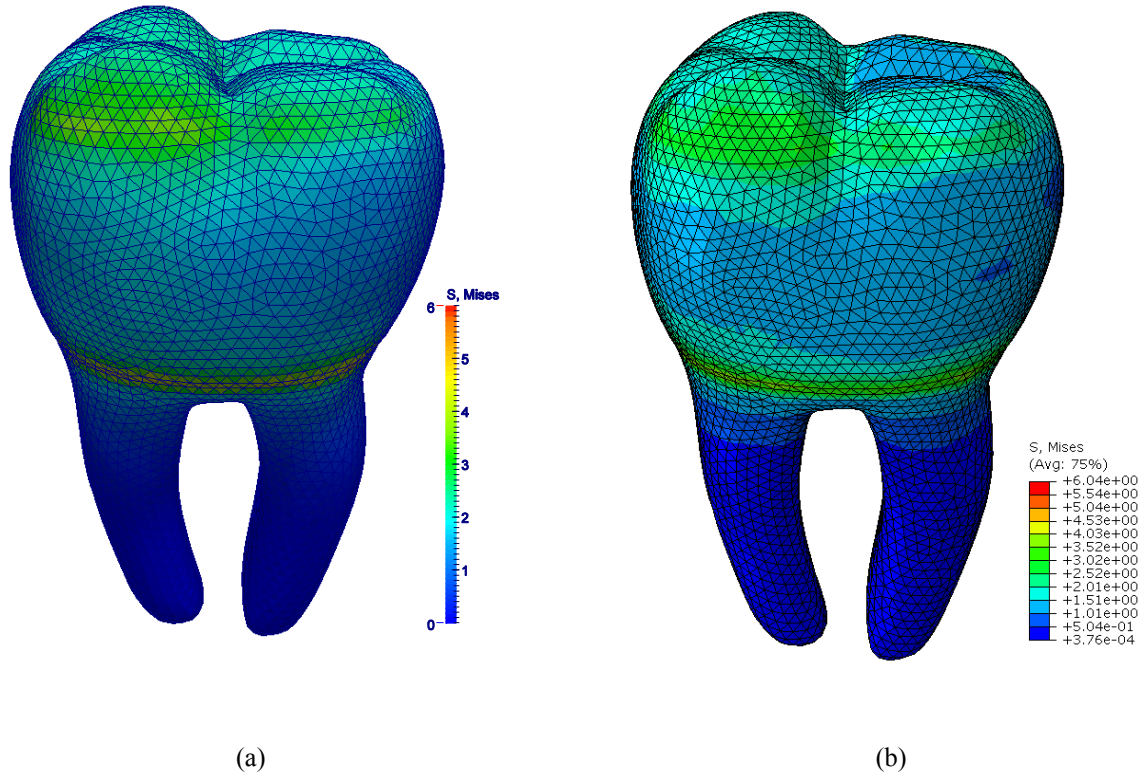 S, Mises
6
5
4
3
2
1
0
S, Mises
(Avg: 75%)
+6.04e+00
+5.54e+00
+5.04e+00
+4.53e+00
+4.03e+00
+3.52e+00
+3.02e+00
+2.52e+00
+2.01e+00
+1.51e+00
+1.01e+00
+5.04e-01
+3.76e-04
(a)
(b)